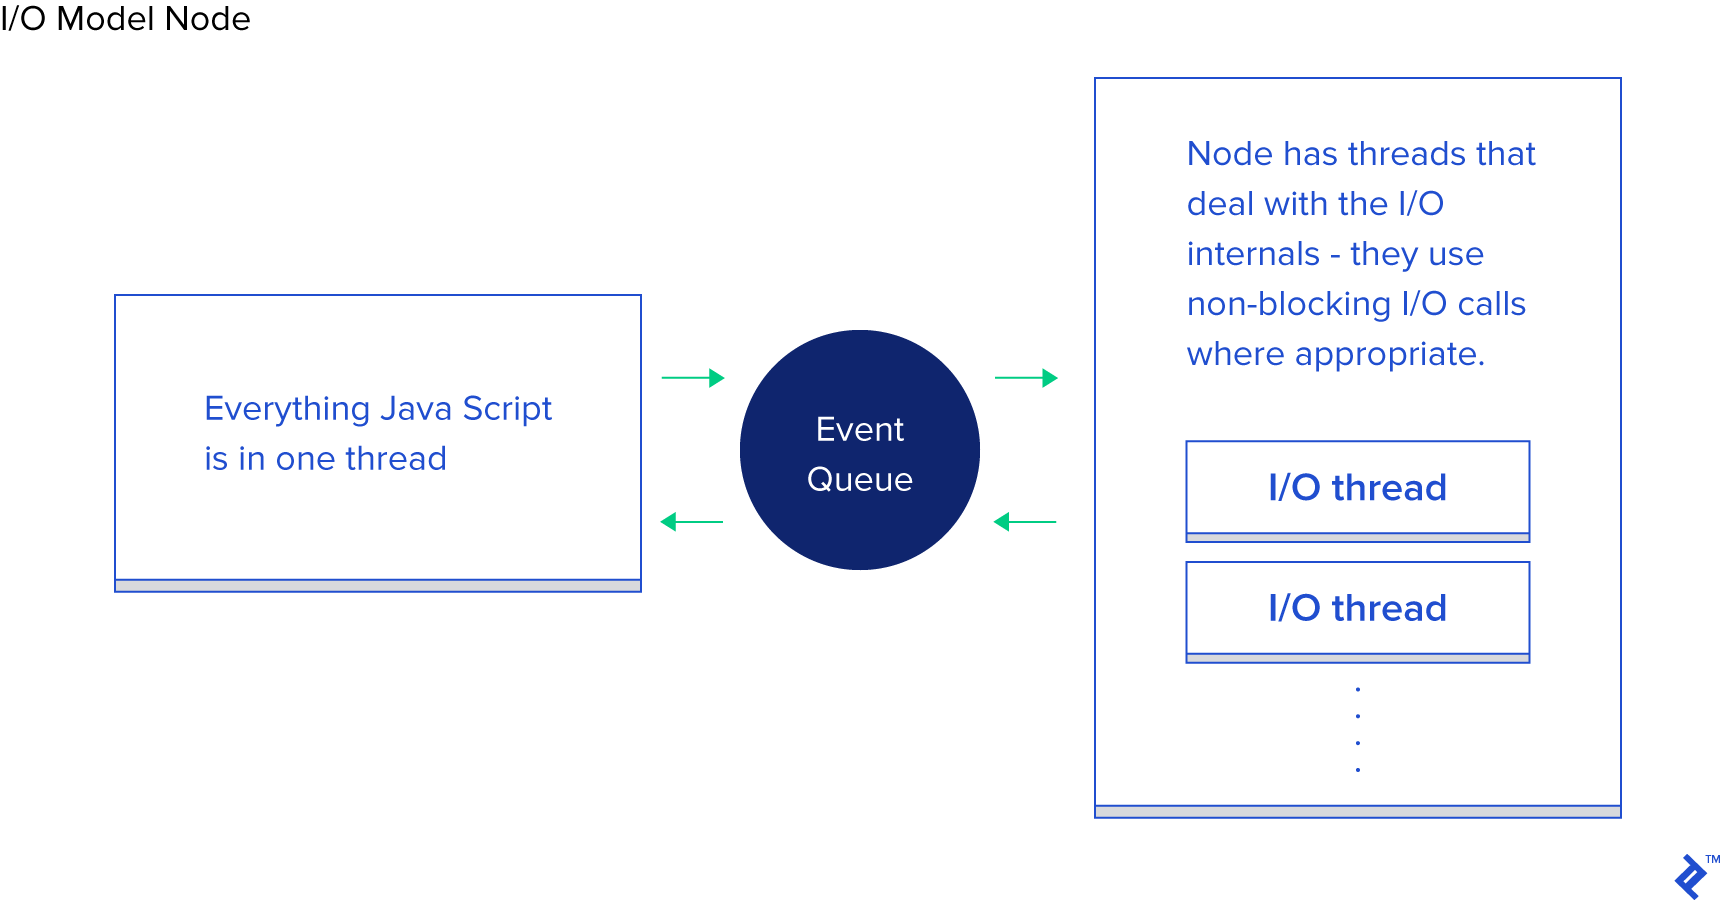 I/O Model Node
Everything Java Script
is in one thread
Event
Queue
Node has threads that
deal with the I/O
internals - they use
non-blocking I/O calls
where appropriate.
I/O thread
I/O thread
TM